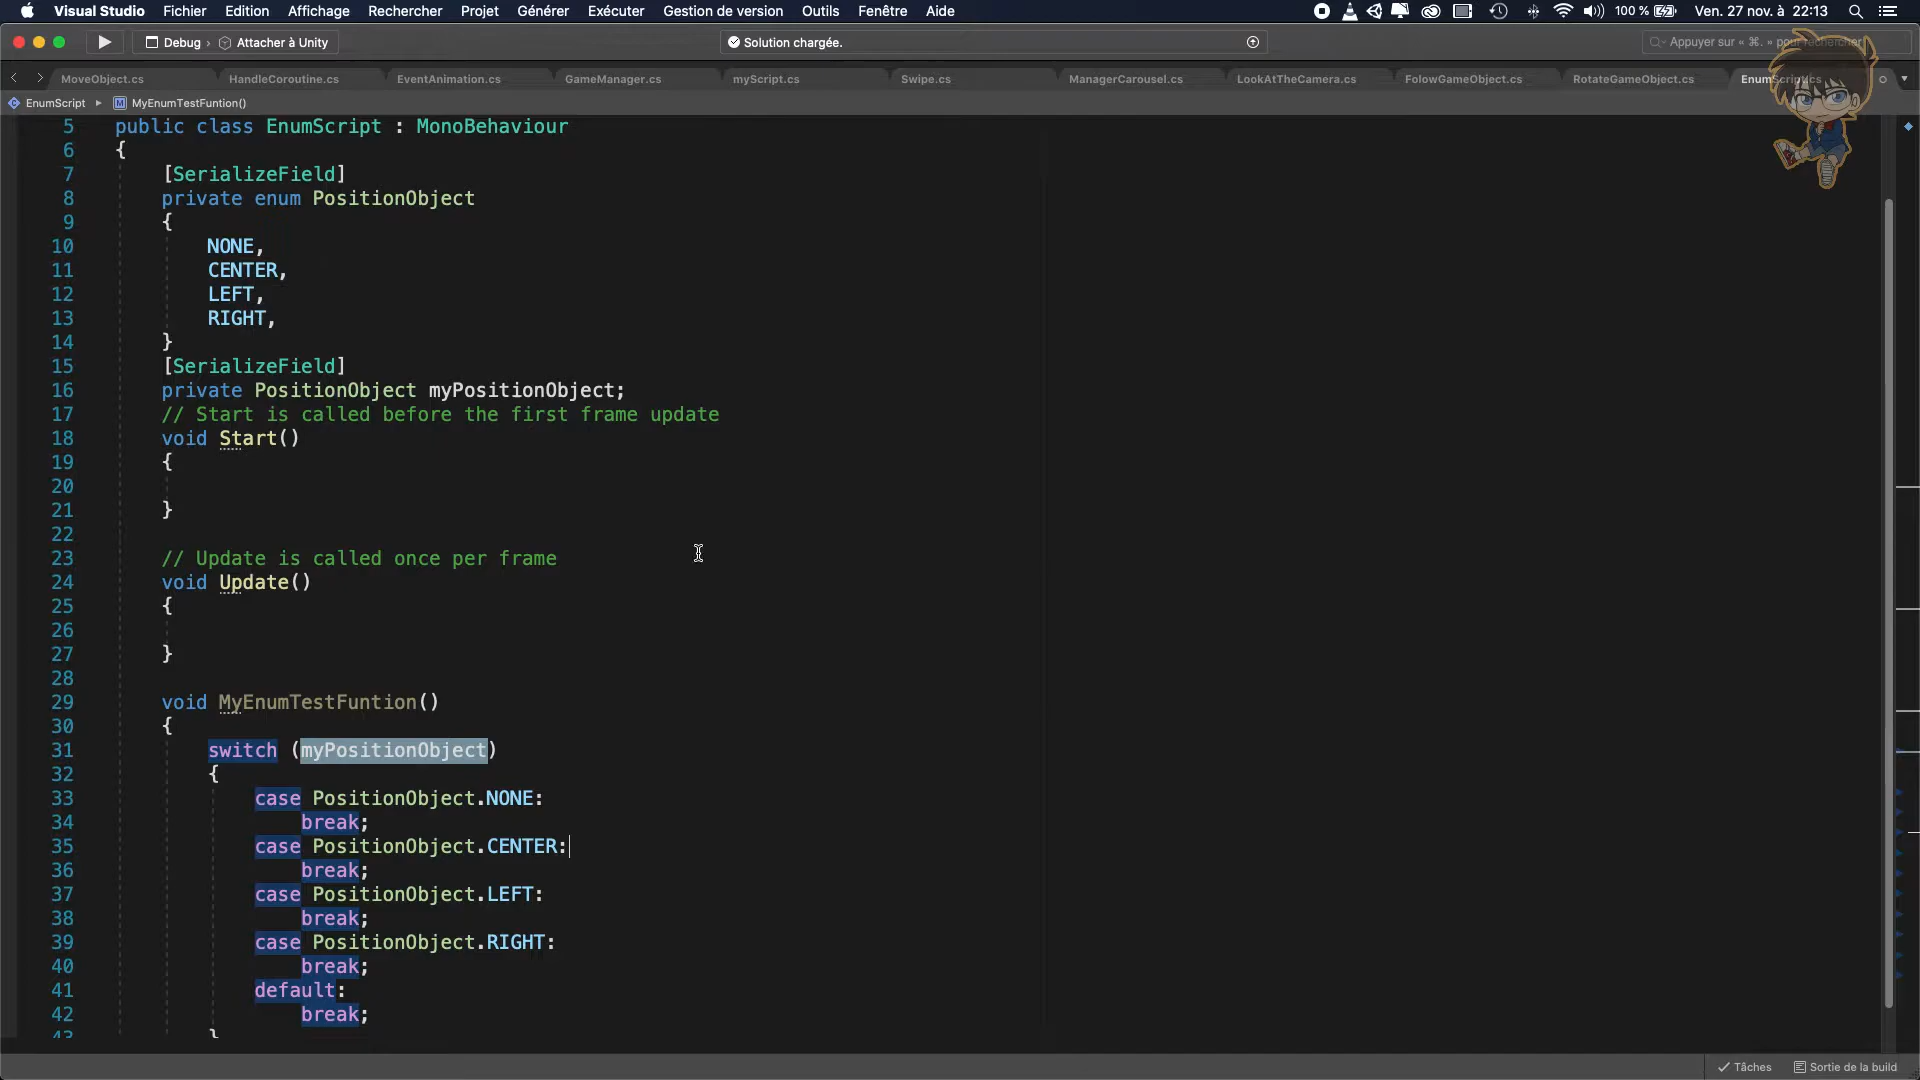 Visual Studio Fichier Edition Affichage Rechercher Projet Générer Exécuter Gestion de version Outils Fenêtre Aide 100 % Ven. 27 nov. à 22:13
Debug › Attacher à Unity Solution chargée. Appuyer sur « ⌘. » pour rechercher
MoveObject.cs HandleCoroutine.cs EventAnimation.cs GameManager.cs myScript.cs Swipe.cs ManagerCarousel.cs LookAtTheCamera.cs FolowGameObject.cs RotateGameObject.cs EnumScript.cs
EnumScript ▸ MyEnumTestFuntion()
5 public class EnumScript : MonoBehaviour
6 {
7 [SerializeField]
8 private enum PositionObject
9 {
10 NONE,
11 CENTER,
12 LEFT,
13 RIGHT,
14 }
15 [SerializeField]
16 private PositionObject myPositionObject;
17 // Start is called before the first frame update
18 void Start()
19 {
20
21 }
22
23 // Update is called once per frame
24 void Update()
25 {
26
27 }
28
29 void MyEnumTestFuntion()
30 {
31 switch (myPositionObject)
32 {
33 case PositionObject.NONE:
34 break;
35 case PositionObject.CENTER:
36 break;
37 case PositionObject.LEFT:
38 break;
39 case PositionObject.RIGHT:
40 break;
41 default:
42 break;
43 }
Tâches Sortie de la build